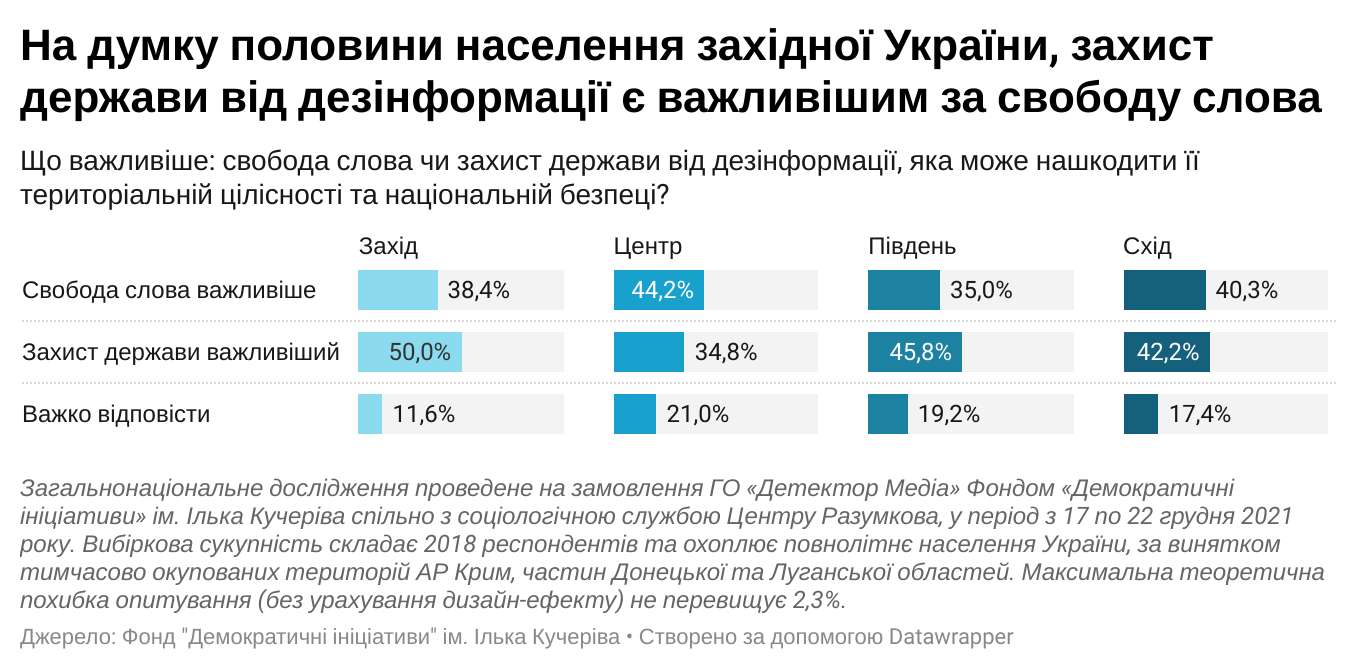 На думку половини населення західної України, захист
держави від дезінформації є важливішим за свободу слова
Що важливіше: свобода слова чи захист держави від дезінформації, яка може нашкодити її
територіальній цілісності та національній безпеці?
Захід Центр Південь Схід
Свобода слова важливіше 38,4% 44,2% 35,0% 40,3%
Захист держави важливіший 50,0% 34,8% 45,8% 42,2%
Важко відповісти 11,6% 21,0% 19,2% 17,4%
Загальнонаціональне дослідження проведене на замовлення ГО «Детектор Медіа» Фондом «Демократичні
ініціативи» ім. Ілька Кучеріва спільно з соціологічною службою Центру Разумкова, у період з 17 по 22 грудня 2021
року. Вибіркова сукупність складає 2018 респондентів та охоплює повнолітнє населення України, за винятком
тимчасово окупованих територій АР Крим, частин Донецької та Луганської областей. Максимальна теоретична
похибка опитування (без урахування дизайн-ефекту) не перевищує 2,3%.
Джерело: Фонд "Демократичні ініціативи" ім. Ілька Кучеріва • Створено за допомогою Datawrapper